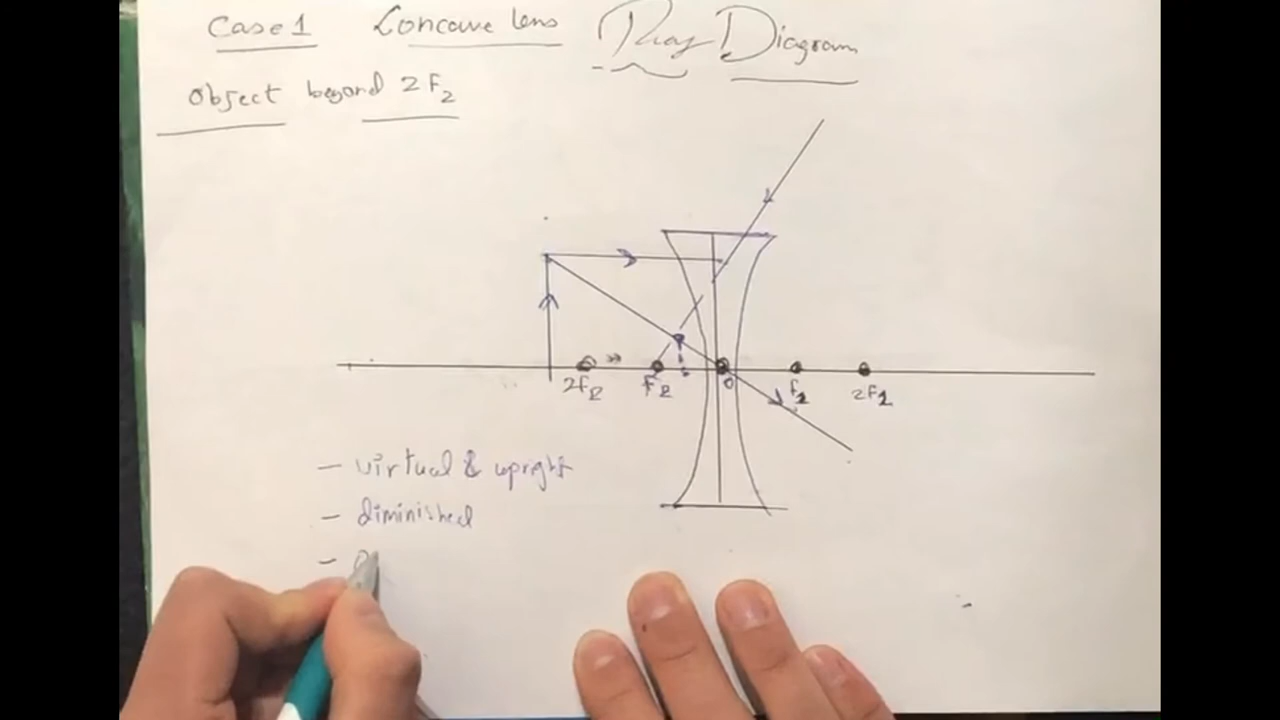 Case 1 Concave lens Ray Diagram
Object beyond 2F2
2F2 F2 O F1 2F1
- virtual & upright
- diminished
-